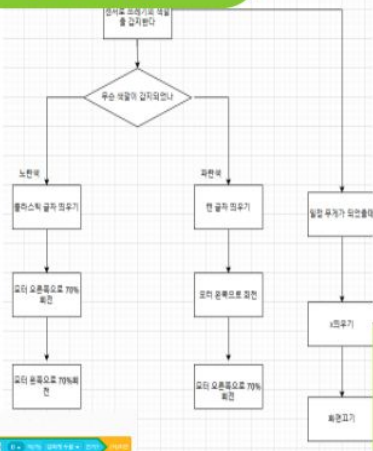 센서로 쓰레기의 색깔
을 감지한다
무슨 색깔이 감지되었나
노란색
파란색
플라스틱 글자 띄우기
캔 글자 띄우기
일정 무게가 되었을때
모터 오른쪽으로 70%
회전
모터 왼쪽으로 회전
x띄우기
모터 왼쪽으로 70%회
전
모터 오른쪽으로 70%
회전
화면끄기